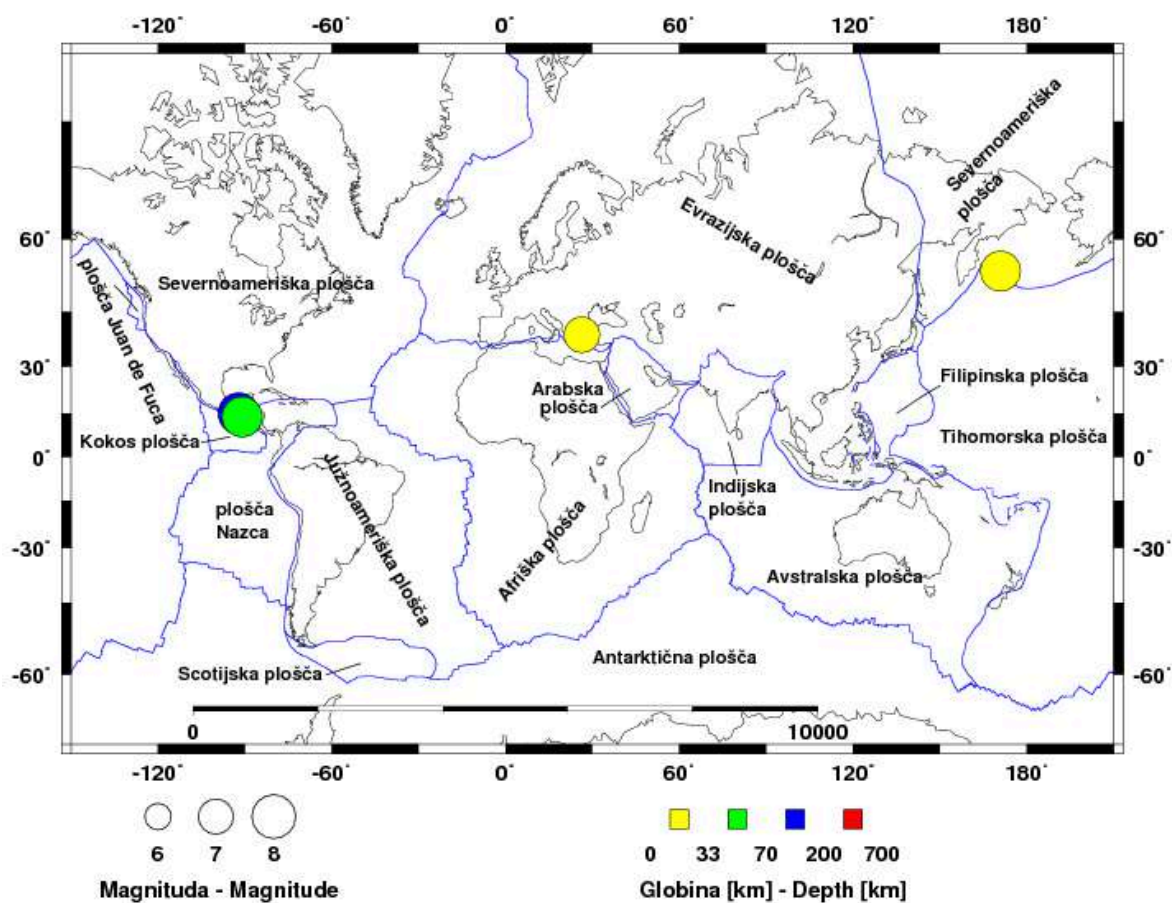 -120° -60° 0° 60° 120° 180°
Severnoameriška
plošča
Evrazijska plošča
60° 60°
plošča Juan de Fuca
Severnoameriška plošča
30° 30°
Arabska
plošča
Filipinska plošča
Kokos plošča
Tihomorska plošča
0° 0°
Južnoameriška plošča
Indijska
plošča
plošča
Nazca
Afriška plošča
-30° -30°
Avstralska plošča
Antarktična plošča
Scotijska plošča
-60° -60°
0 10000
-120° -60° 0° 60° 120° 180°
6 7 8
0 33 70 200 700
Magnituda - Magnitude
Globina [km] - Depth [km]